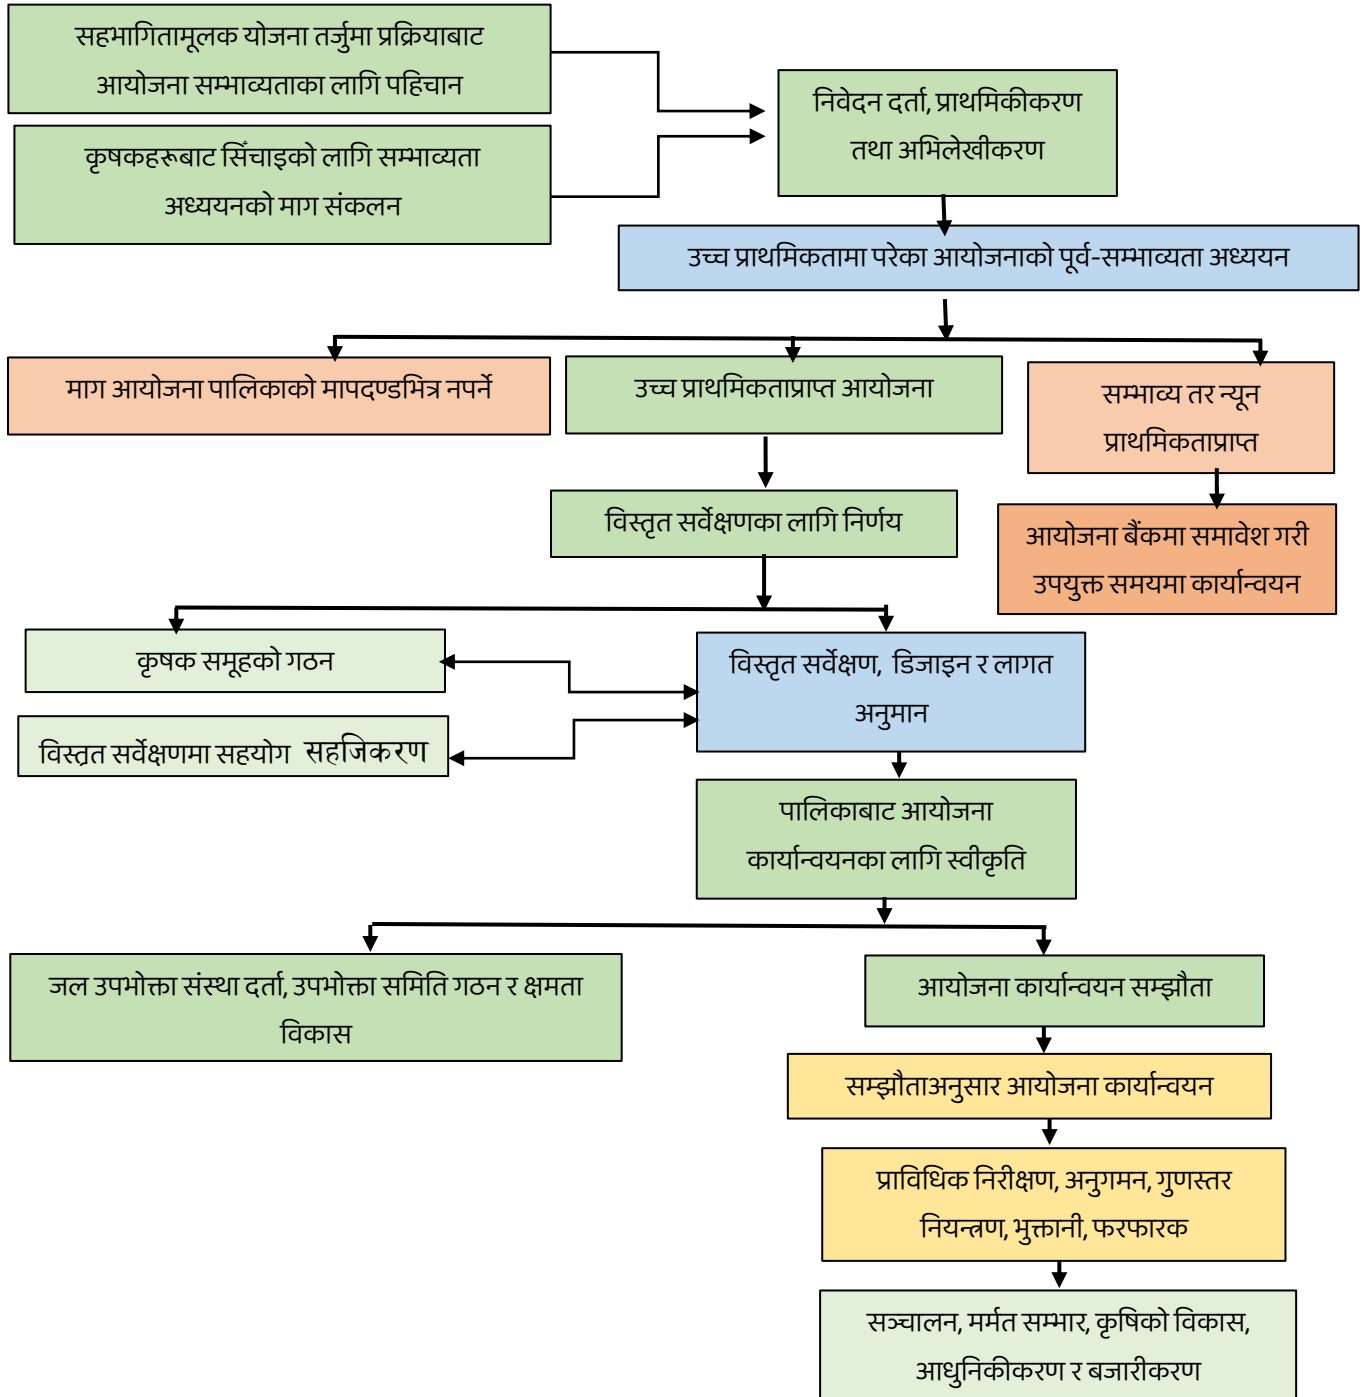 सहभागितामूलक योजना तर्जुमा प्रक्रियाबाट
आयोजना सम्भाव्यताका लागि पहिचान
कृषकहरूबाट सिँचाइको लागि सम्भाव्यता
अध्ययनको माग संकलन
निवेदन दर्ता, प्राथमिकीकरण
तथा अभिलेखीकरण
उच्च प्राथमिकतामा परेका आयोजनाको पूर्व-सम्भाव्यता अध्ययन
माग आयोजना पालिकाको मापदण्डभित्र नपर्ने
उच्च प्राथमिकताप्राप्त आयोजना
सम्भाव्य तर न्यून
प्राथमिकताप्राप्त
विस्तृत सर्वेक्षणका लागि निर्णय
आयोजना बैंकमा समावेश गरी
उपयुक्त समयमा कार्यान्वयन
कृषक समूहको गठन
विस्तृत सर्वेक्षण, डिजाइन र लागत
अनुमान
विस्तृत सर्वेक्षणमा सहयोग सहजिकरण
पालिकाबाट आयोजना
कार्यान्वयनका लागि स्वीकृति
जल उपभोक्ता संस्था दर्ता, उपभोक्ता समिति गठन र क्षमता
विकास
आयोजना कार्यान्वयन सम्झौता
सम्झौताअनुसार आयोजना कार्यान्वयन
प्राविधिक निरीक्षण, अनुगमन, गुणस्तर
नियन्त्रण, भुक्तानी, फरफारक
सञ्चालन, मर्मत सम्भार, कृषिको विकास,
आधुनिकीकरण र बजारीकरण